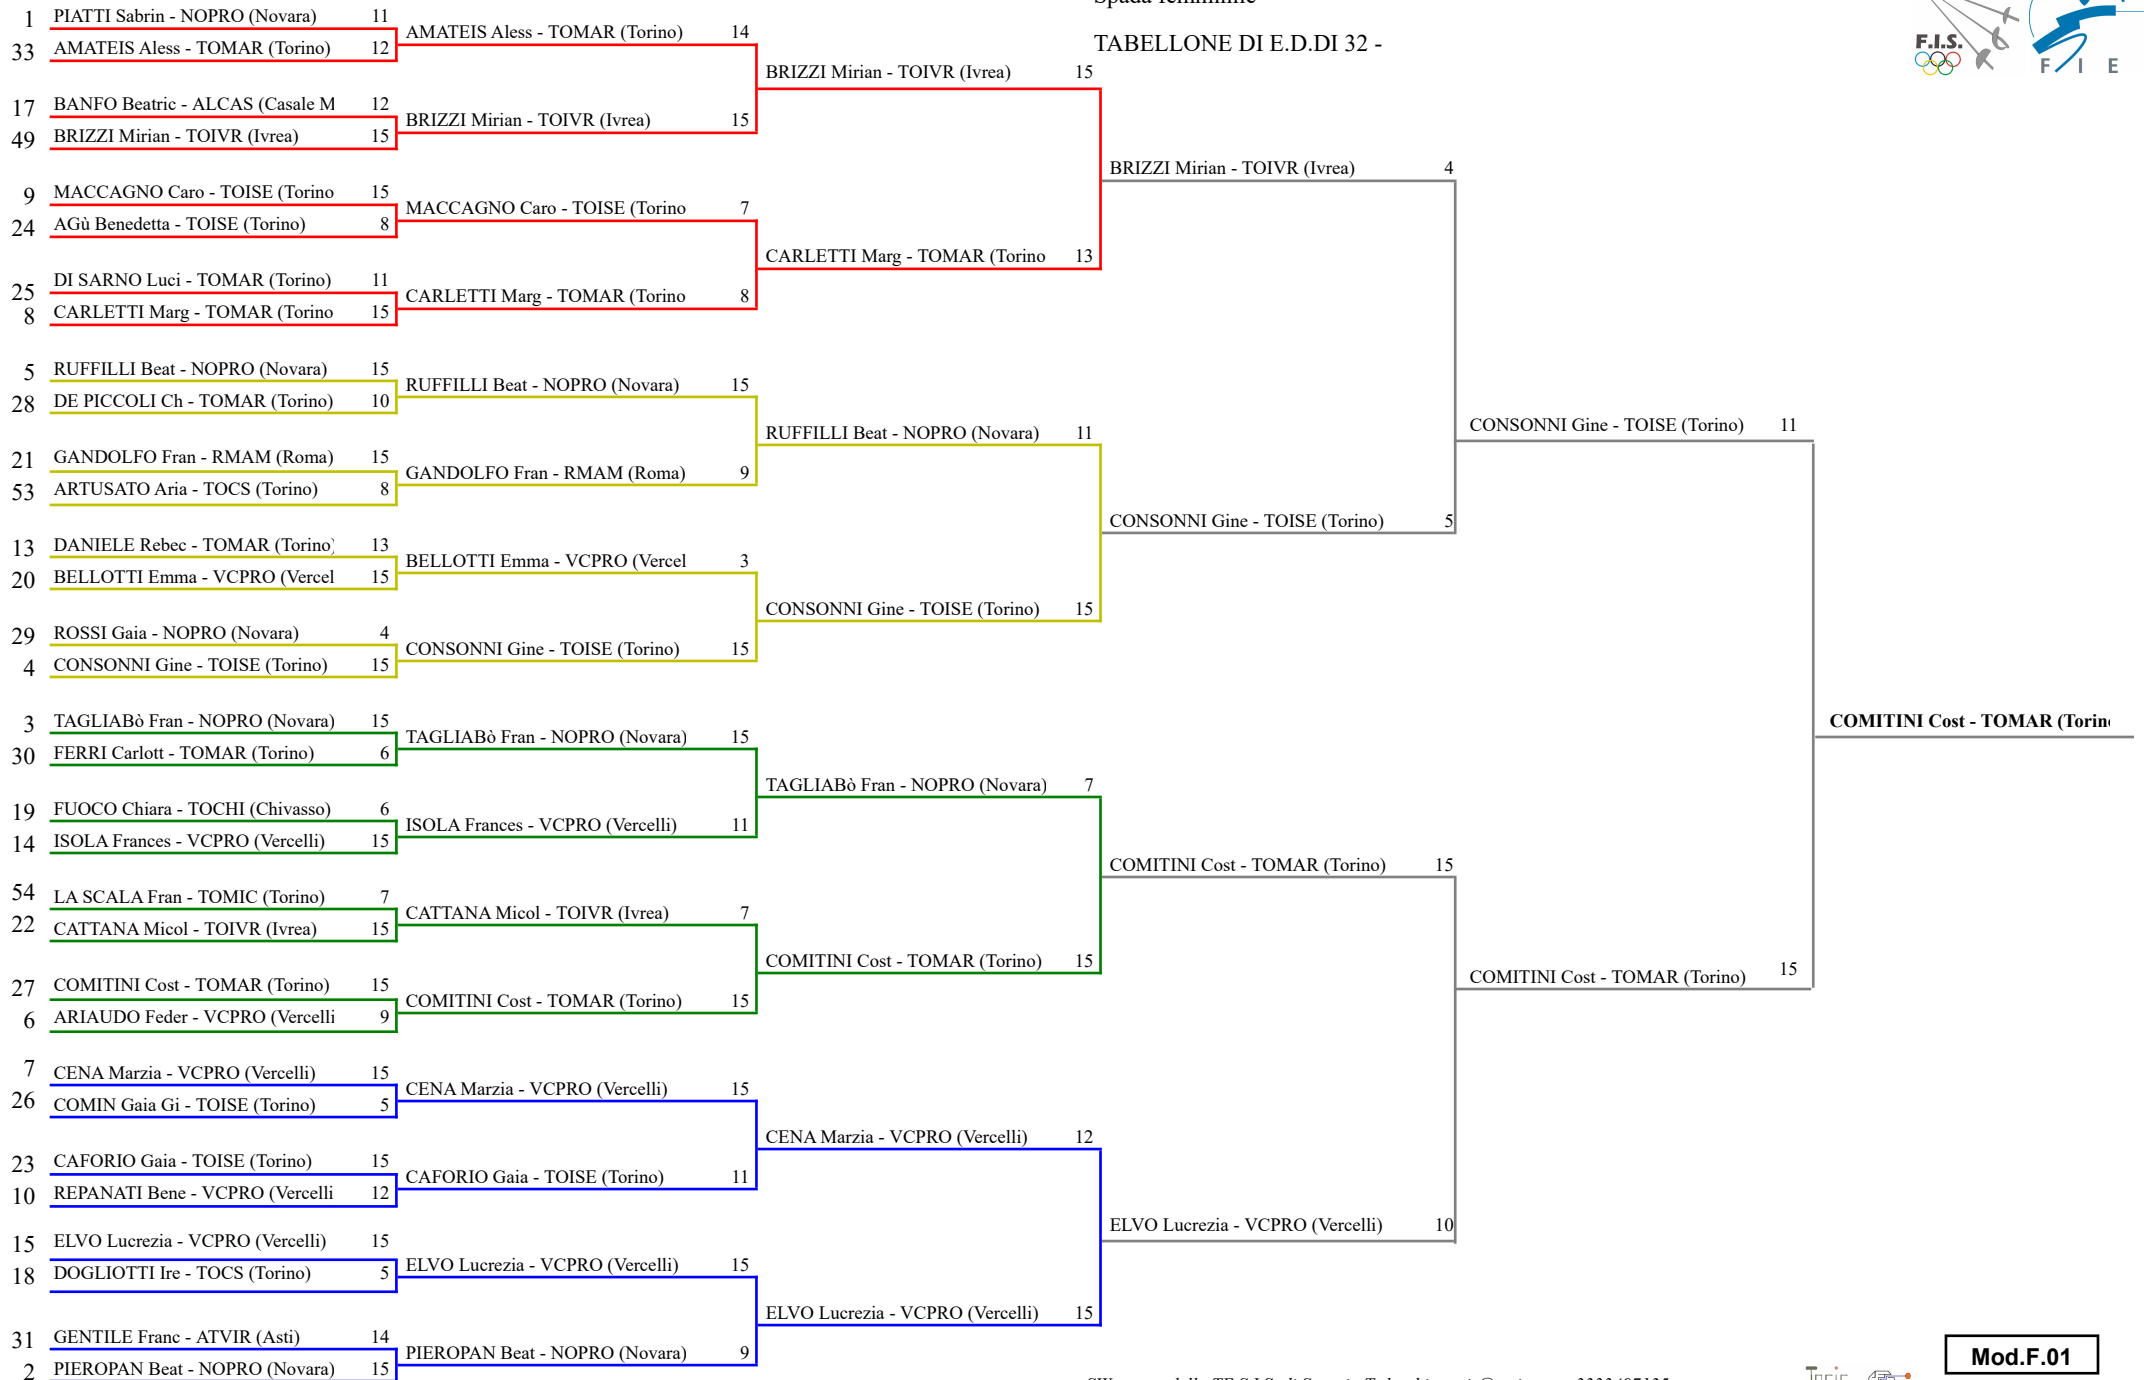 TABELLONE DI E.D.DI 32 -
F.I.S.
F I E
1 PIATTI Sabrin - NOPRO (Novara) 11
33 AMATEIS Aless - TOMAR (Torino) 12
17 BANFO Beatric - ALCAS (Casale M 12
49 BRIZZI Mirian - TOIVR (Ivrea) 15
9 MACCAGNO Caro - TOISE (Torino 15
24 AGù Benedetta - TOISE (Torino) 8
25 DI SARNO Luci - TOMAR (Torino) 11
8 CARLETTI Marg - TOMAR (Torino 15
5 RUFFILLI Beat - NOPRO (Novara) 15
28 DE PICCOLI Ch - TOMAR (Torino) 10
21 GANDOLFO Fran - RMAM (Roma) 15
53 ARTUSATO Aria - TOCS (Torino) 8
13 DANIELE Rebec - TOMAR (Torino) 13
20 BELLOTTI Emma - VCPRO (Vercel 15
29 ROSSI Gaia - NOPRO (Novara) 4
4 CONSONNI Gine - TOISE (Torino) 15
3 TAGLIABò Fran - NOPRO (Novara) 15
30 FERRI Carlott - TOMAR (Torino) 6
19 FUOCO Chiara - TOCHI (Chivasso) 6
14 ISOLA Frances - VCPRO (Vercelli) 15
54 LA SCALA Fran - TOMIC (Torino) 7
22 CATTANA Micol - TOIVR (Ivrea) 15
27 COMITINI Cost - TOMAR (Torino) 15
6 ARIAUDO Feder - VCPRO (Vercelli 9
7 CENA Marzia - VCPRO (Vercelli) 15
26 COMIN Gaia Gi - TOISE (Torino) 5
23 CAFORIO Gaia - TOISE (Torino) 15
10 REPANATI Bene - VCPRO (Vercelli 12
15 ELVO Lucrezia - VCPRO (Vercelli) 15
18 DOGLIOTTI Ire - TOCS (Torino) 5
31 GENTILE Franc - ATVIR (Asti) 14
2 PIEROPAN Beat - NOPRO (Novara) 15
AMATEIS Aless - TOMAR (Torino) 14
BRIZZI Mirian - TOIVR (Ivrea) 15
MACCAGNO Caro - TOISE (Torino 7
CARLETTI Marg - TOMAR (Torino 8
RUFFILLI Beat - NOPRO (Novara) 15
GANDOLFO Fran - RMAM (Roma) 9
BELLOTTI Emma - VCPRO (Vercel 3
CONSONNI Gine - TOISE (Torino) 15
TAGLIABò Fran - NOPRO (Novara) 15
ISOLA Frances - VCPRO (Vercelli) 11
CATTANA Micol - TOIVR (Ivrea) 7
COMITINI Cost - TOMAR (Torino) 15
CENA Marzia - VCPRO (Vercelli) 15
CAFORIO Gaia - TOISE (Torino) 11
ELVO Lucrezia - VCPRO (Vercelli) 15
PIEROPAN Beat - NOPRO (Novara) 9
BRIZZI Mirian - TOIVR (Ivrea) 15
CARLETTI Marg - TOMAR (Torino 13
RUFFILLI Beat - NOPRO (Novara) 11
CONSONNI Gine - TOISE (Torino) 15
TAGLIABò Fran - NOPRO (Novara) 7
COMITINI Cost - TOMAR (Torino) 15
CENA Marzia - VCPRO (Vercelli) 12
ELVO Lucrezia - VCPRO (Vercelli) 15
BRIZZI Mirian - TOIVR (Ivrea) 4
CONSONNI Gine - TOISE (Torino) 5
COMITINI Cost - TOMAR (Torino) 15
ELVO Lucrezia - VCPRO (Vercelli) 10
CONSONNI Gine - TOISE (Torino) 11
COMITINI Cost - TOMAR (Torino) 15
COMITINI Cost - TOMAR (Torin
Mod.F.01